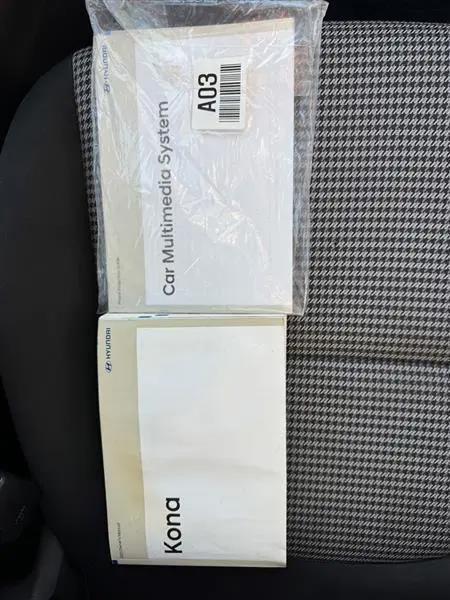 HYUNDAI
A03
Car Multimedia System
HYUNDAI
Kona